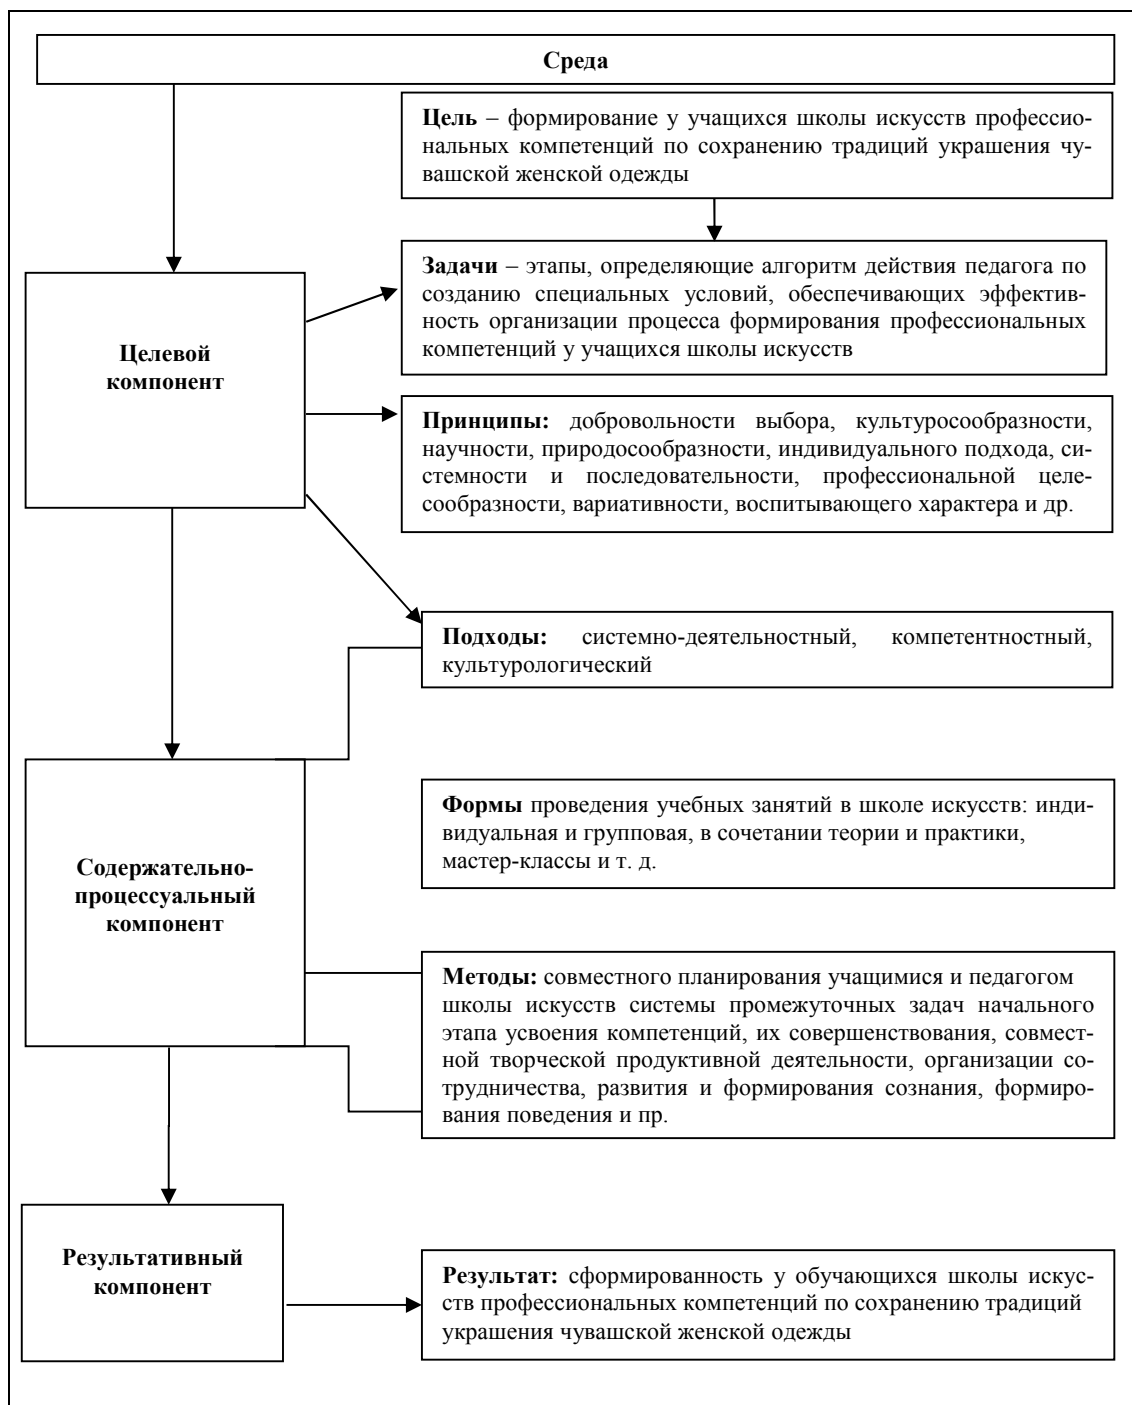 Среда
Цель – формирование у учащихся школы искусств профессио-
нальных компетенций по сохранению традиций украшения чу-
вашской женской одежды
Задачи – этапы, определяющие алгоритм действия педагога по
созданию специальных условий, обеспечивающих эффектив-
ность организации процесса формирования профессиональных
компетенций у учащихся школы искусств
Целевой
компонент
Принципы: добровольности выбора, культуросообразности,
научности, природосообразности, индивидуального подхода, си-
стемности и последовательности, профессиональной целе-
сообразности, вариативности, воспитывающего характера и др.
Подходы: системно-деятельностный, компетентностный,
культурологический
Формы проведения учебных занятий в школе искусств: инди-
видуальная и групповая, в сочетании теории и практики,
мастер-классы и т. д.
Содержательно-
процессуальный
компонент
Методы: совместного планирования учащимися и педагогом
школы искусств системы промежуточных задач начального
этапа усвоения компетенций, их совершенствования, совмест-
ной творческой продуктивной деятельности, организации со-
трудничества, развития и формирования сознания, формиро-
вания поведения и пр.
Результативный
компонент
Результат: сформированность у обучающихся школы искус-
ств профессиональных компетенций по сохранению традиций
украшения чувашской женской одежды